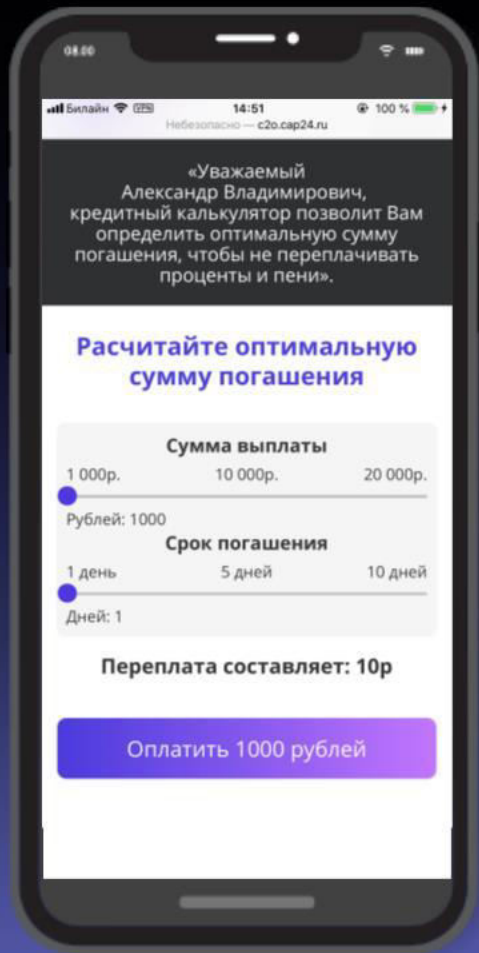 08.00
Билайн VPN 14:51 100 %
Небезопасно — c2o.cap24.ru
«Уважаемый
Александр Владимирович,
кредитный калькулятор позволит Вам
определить оптимальную сумму
погашения, чтобы не переплачивать
проценты и пени».
Расчитайте оптимальную
сумму погашения
Сумма выплаты
1 000р. 10 000р. 20 000р.
Рублей: 1000
Срок погашения
1 день 5 дней 10 дней
Дней: 1
Переплата составляет: 10р
Оплатить 1000 рублей